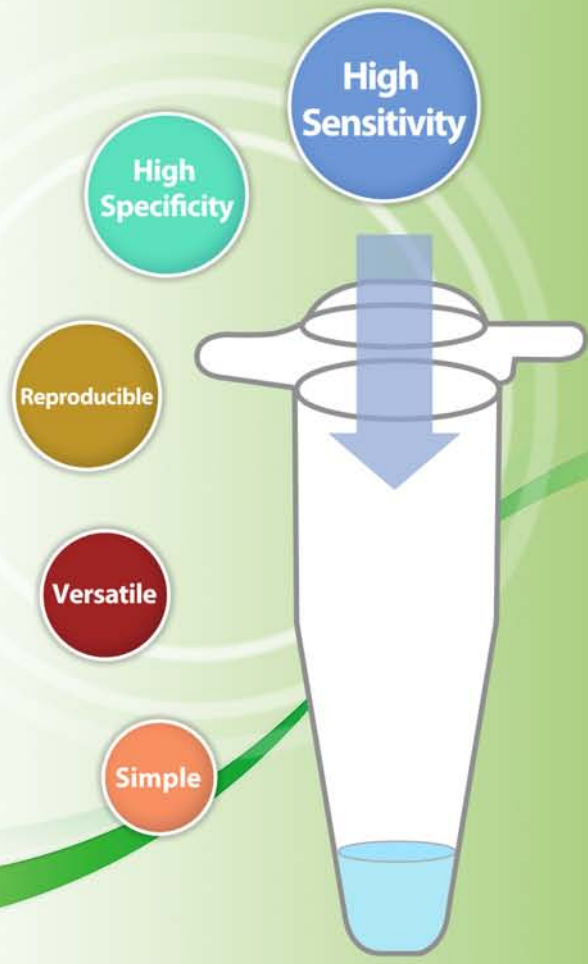 High
Sensitivity
High
Specificity
Reproducible
Versatile
Simple